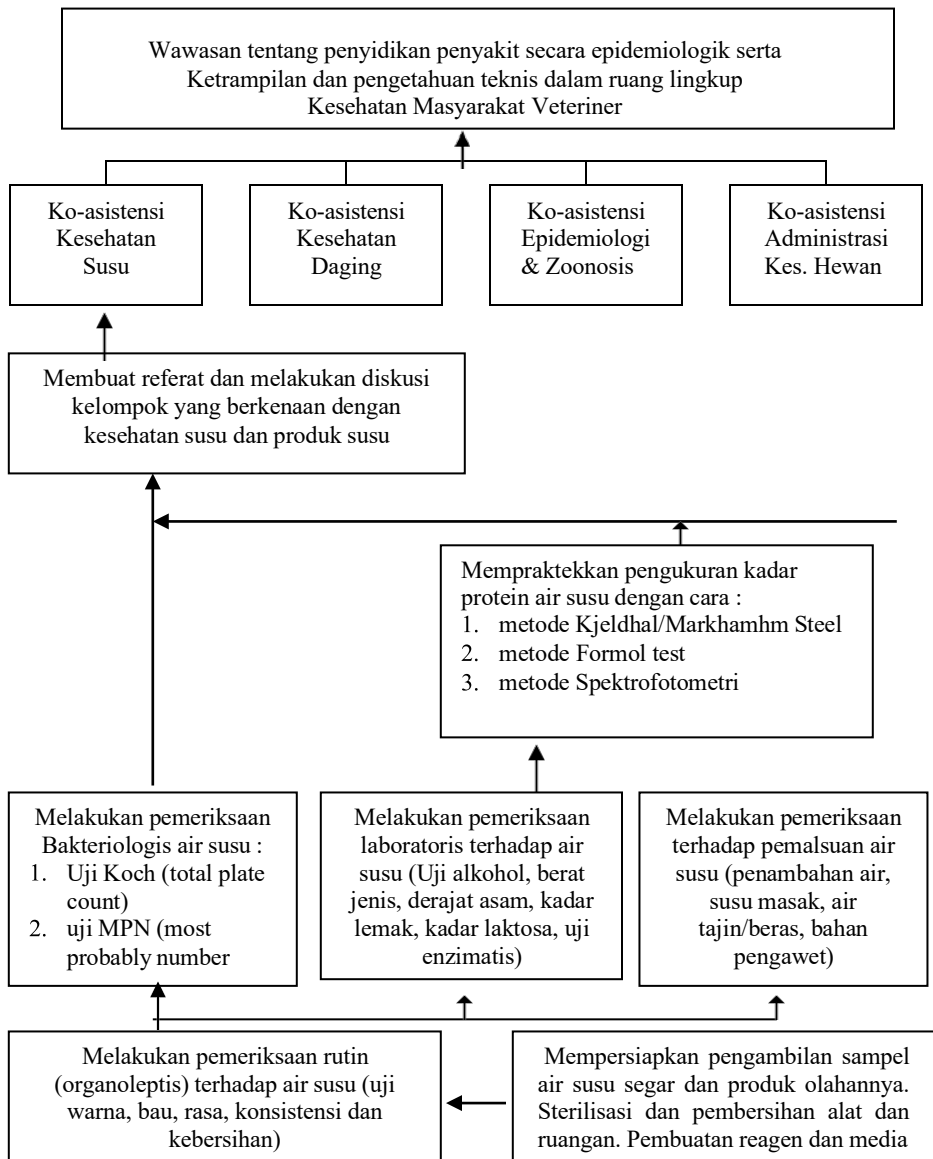 Wawasan tentang penyidikan penyakit secara epidemiologik serta
Ketrampilan dan pengetahuan teknis dalam ruang lingkup
Kesehatan Masyarakat Veteriner
Ko-asistensi
Kesehatan
Susu
Ko-asistensi
Kesehatan
Daging
Ko-asistensi
Epidemiologi
& Zoonosis
Ko-asistensi
Administrasi
Kes. Hewan
Membuat referat dan melakukan diskusi
kelompok yang berkenaan dengan
kesehatan susu dan produk susu
Mempraktekkan pengukuran kadar
protein air susu dengan cara :
1. metode Kjeldhal/Markhamhm Steel
2. metode Formol test
3. metode Spektrofotometri
Melakukan pemeriksaan
Bakteriologis air susu :
1. Uji Koch (total plate
count)
2. uji MPN (most
probably number
Melakukan pemeriksaan
laboratoris terhadap air
susu (Uji alkohol, berat
jenis, derajat asam, kadar
lemak, kadar laktosa, uji
enzimatis)
Melakukan pemeriksaan
terhadap pemalsuan air
susu (penambahan air,
susu masak, air
tajin/beras, bahan
pengawet)
Melakukan pemeriksaan rutin
(organoleptis) terhadap air susu (uji
warna, bau, rasa, konsistensi dan
kebersihan)
Mempersiapkan pengambilan sampel
air susu segar dan produk olahannya.
Sterilisasi dan pembersihan alat dan
ruangan. Pembuatan reagen dan media